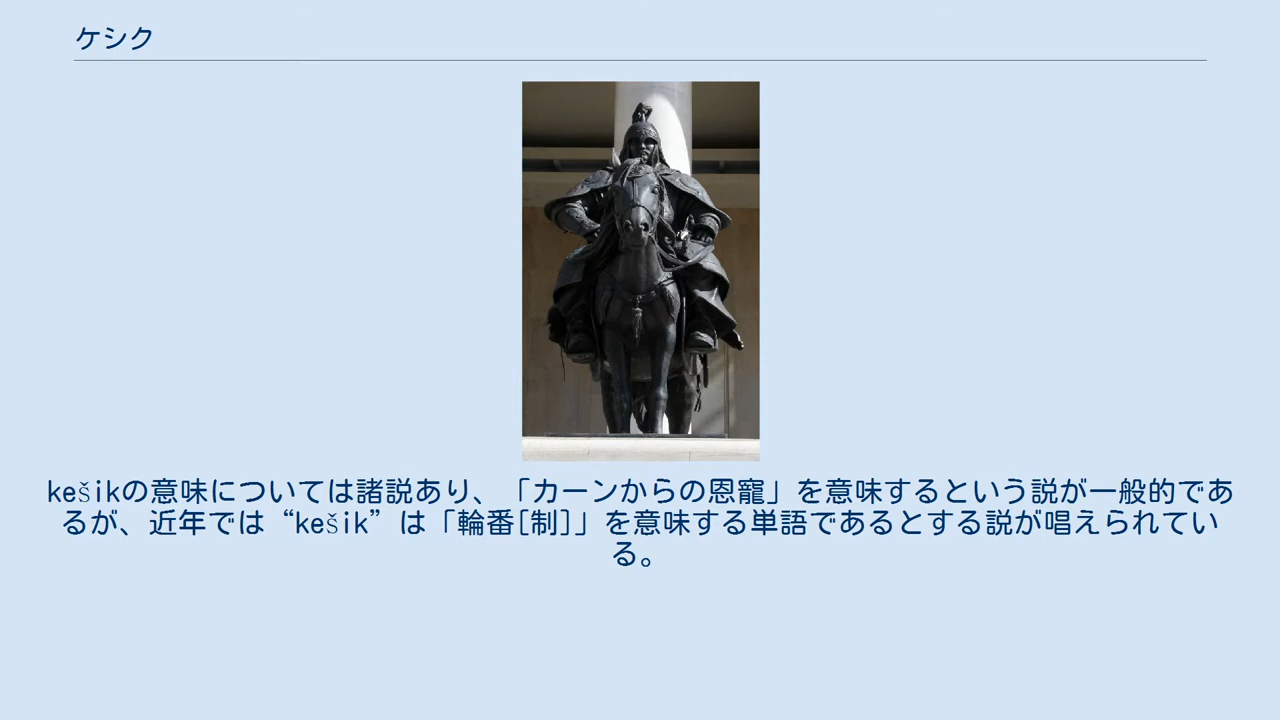 ケシク
kešikの意味については諸説あり、「カーンからの恩寵」を意味するという説が一般的であ
るが、近年では“kešik”は「輪番[制]」を意味する単語であるとする説が唱えられてい
る。